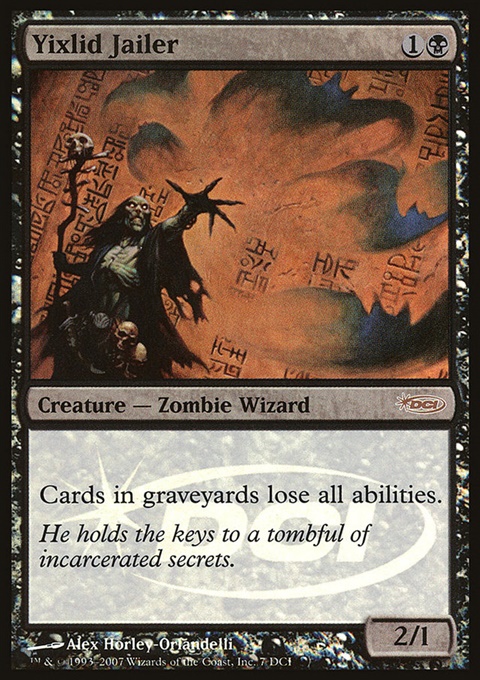 Yixlid Jailer 1
Creature — Zombie Wizard DCI
Cards in graveyards lose all abilities.
He holds the keys to a tombful of
incarcerated secrets.
DCI
Alex Horley-Orlandelli
2/1
™ & © 1993–2007 Wizards of the Coast, Inc. 7 DCI